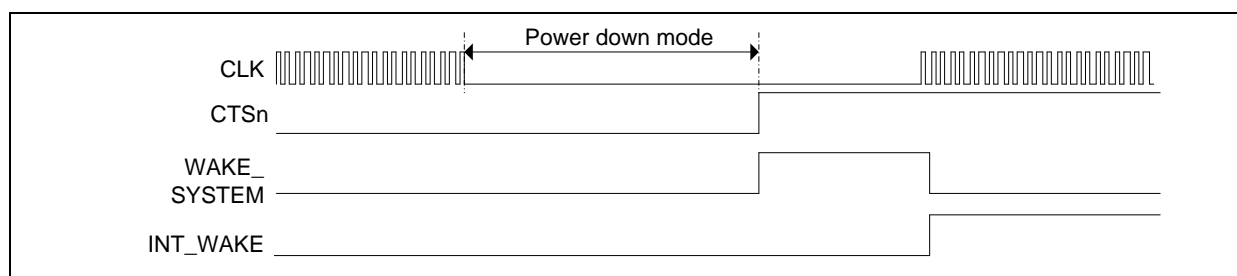 Power down mode
CLK
CTSn
WAKE_
SYSTEM
INT_WAKE